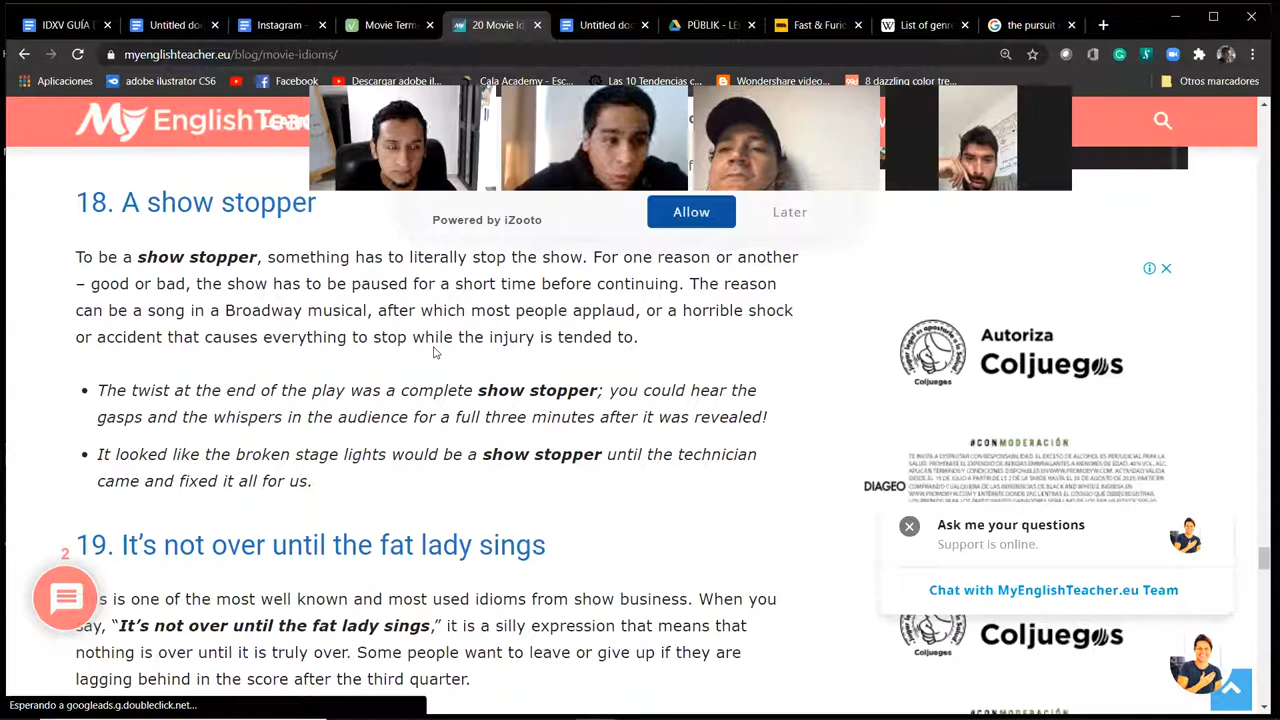 IDXV GUÍA
Untitled doc
Instagram -
Movie Term
20 Movie Id
Untitled doc
PÜBLIK - LE
Fast & Furio
List of genre
the pursuit
myenglishteacher.eu/blog/movie-idioms/
Aplicaciones
adobe ilustrator CS6
Facebook
Descargar adobe il...
Cala Academy - Esc...
Las 10 Tendencias c...
Wondershare video...
8 dazzling color tre...
Otros marcadores
My EnglishTeac
18. A show stopper
Powered by iZooto
Allow
Later
To be a show stopper, something has to literally stop the show. For one reason or another
– good or bad, the show has to be paused for a short time before continuing. The reason
can be a song in a Broadway musical, after which most people applaud, or a horrible shock
or accident that causes everything to stop while the injury is tended to.
• The twist at the end of the play was a complete show stopper; you could hear the
gasps and the whispers in the audience for a full three minutes after it was revealed!
• It looked like the broken stage lights would be a show stopper until the technician
came and fixed it all for us.
19. It's not over until the fat lady sings
2
is is one of the most well known and most used idioms from show business. When you
say, “It's not over until the fat lady sings,” it is a silly expression that means that
nothing is over until it is truly over. Some people want to leave or give up if they are
lagging behind in the score after the third quarter.
Autoriza
Coljuegos
Coljuegos
#CONMODERACIÓN
DIAGEO
Ask me your questions
Support is online.
Chat with MyEnglishTeacher.eu Team
Coljuegos
Coljuegos
Esperando a googleads.g.doubleclick.net...